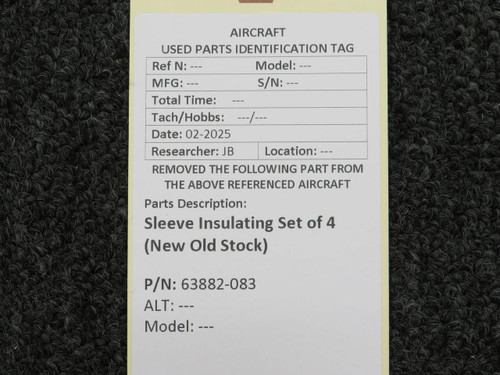 AIRCRAFT
USED PARTS IDENTIFICATION TAG
Ref N: --- Model: ---
MFG: --- S/N: ---
Total Time: ---
Tach/Hobbs: ---/---
Date: 02-2025
Researcher: JB Location: ---
REMOVED THE FOLLOWING PART FROM
THE ABOVE REFERENCED AIRCRAFT
Parts Description:
Sleeve Insulating Set of 4
(New Old Stock)
P/N: 63882-083
ALT: ---
Model: ---